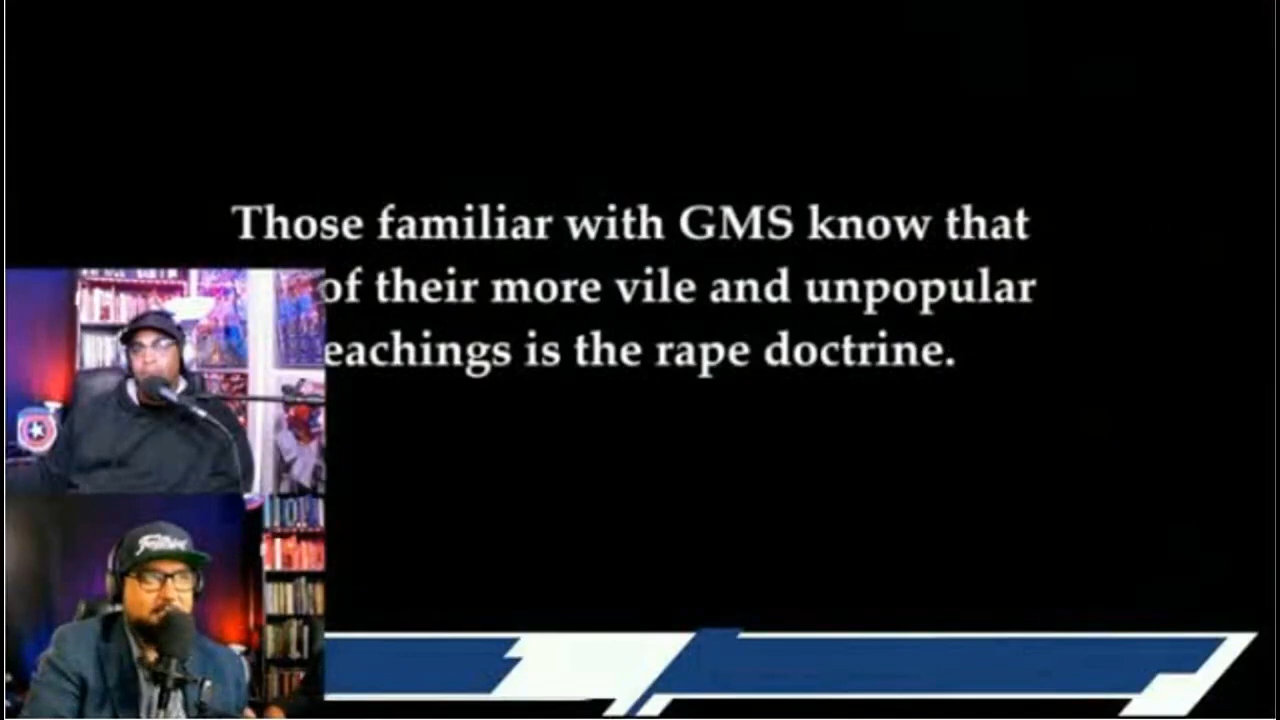 Those familiar with GMS know that
of their more vile and unpopular
eachings is the rape doctrine.